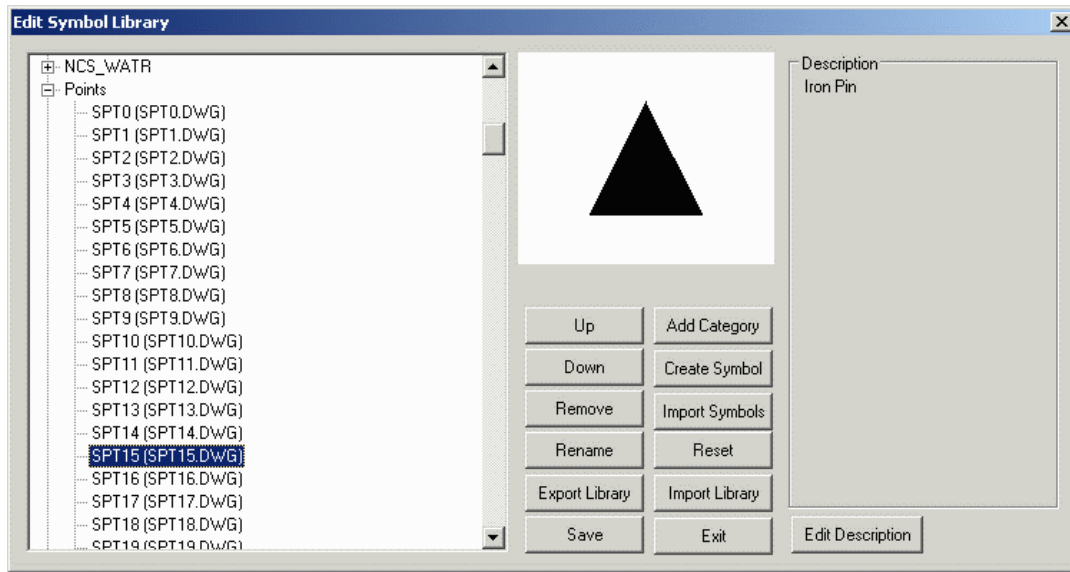 Edit Symbol Library
NCS_WATR
Points
SPT0 (SPT0.DWG)
SPT1 (SPT1.DWG)
SPT2 (SPT2.DWG)
SPT3 (SPT3.DWG)
SPT4 (SPT4.DWG)
SPT5 (SPT5.DWG)
SPT6 (SPT6.DWG)
SPT7 (SPT7.DWG)
SPT8 (SPT8.DWG)
SPT9 (SPT9.DWG)
SPT10 (SPT10.DWG)
SPT11 (SPT11.DWG)
SPT12 (SPT12.DWG)
SPT13 (SPT13.DWG)
SPT14 (SPT14.DWG)
SPT15 (SPT15.DWG)
SPT16 (SPT16.DWG)
SPT17 (SPT17.DWG)
SPT18 (SPT18.DWG)
SPT19 (SPT19.DWG)
Up
Add Category
Down
Create Symbol
Remove
Import Symbols
Rename
Reset
Export Library
Import Library
Save
Exit
Description
Iron Pin
Edit Description